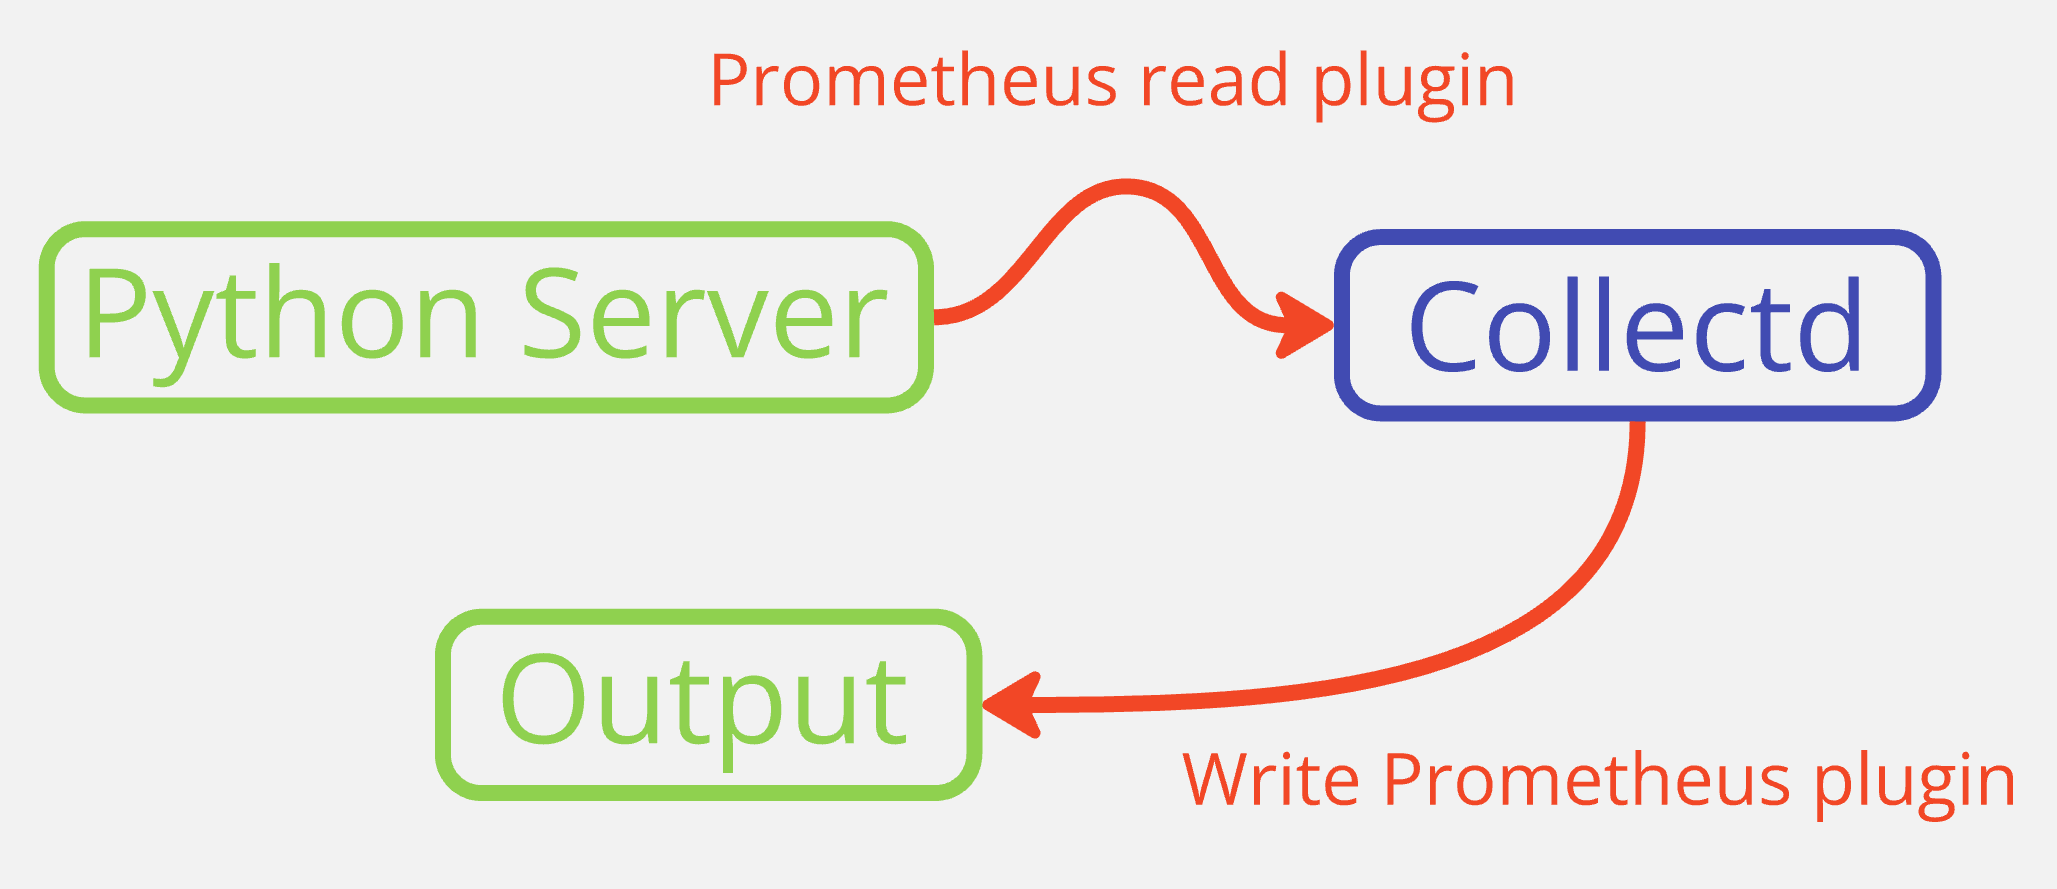 Prometheus read plugin
Python Server
Collectd
Output
Write Prometheus plugin